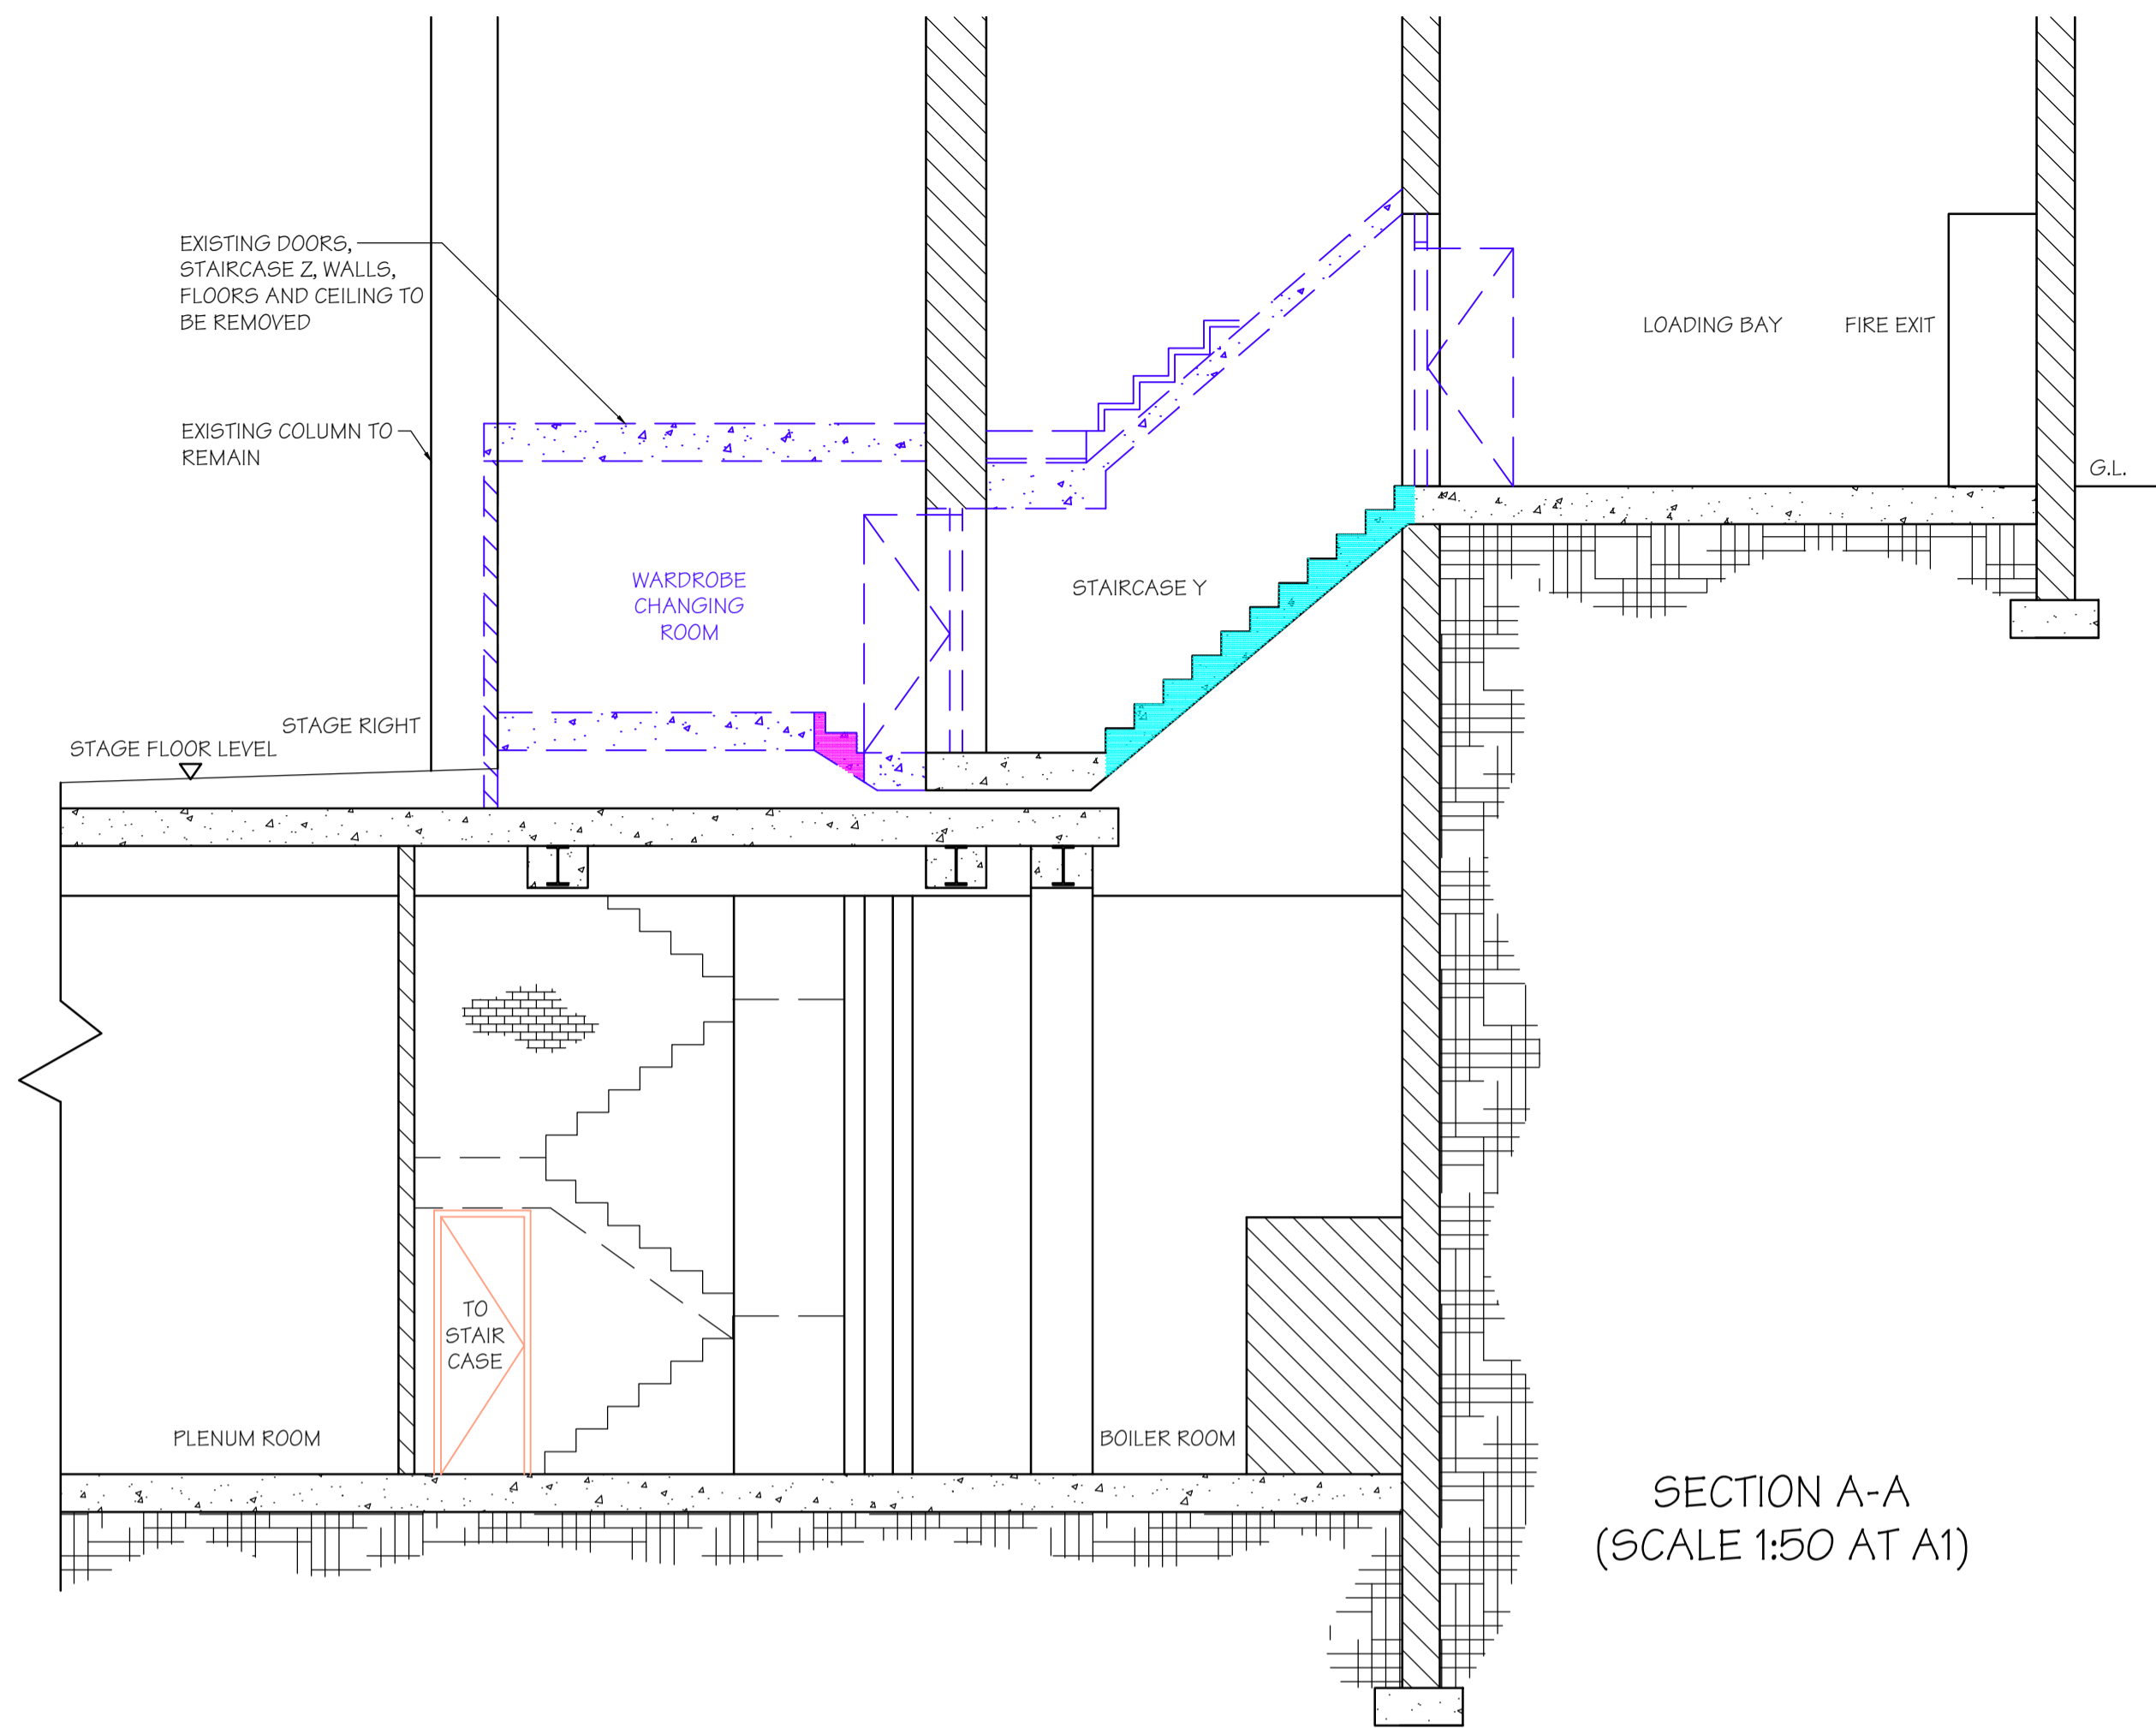 EXISTING DOORS,
STAIRCASE Z, WALLS,
FLOORS AND CEILING TO
BE REMOVED
LOADING BAY
FIRE EXIT
EXISTING COLUMN TO
REMAIN
G.L.
WARDROBE
CHANGING
ROOM
STAIRCASE Y
STAGE RIGHT
STAGE FLOOR LEVEL
TO
STAIR
CASE
PLENUM ROOM
BOILER ROOM
SECTION A-A
(SCALE 1:50 AT A1)